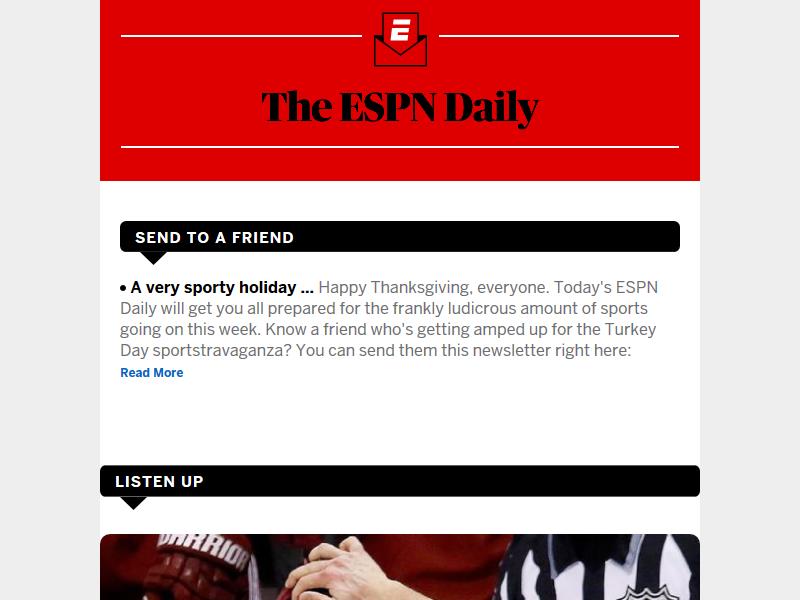 E
The ESPN Daily
SEND TO A FRIEND
• A very sporty holiday ... Happy Thanksgiving, everyone. Today's ESPN
Daily will get you all prepared for the frankly ludicrous amount of sports
going on this week. Know a friend who's getting amped up for the Turkey
Day sportstravaganza? You can send them this newsletter right here:
Read More
LISTEN UP
WARRIOR